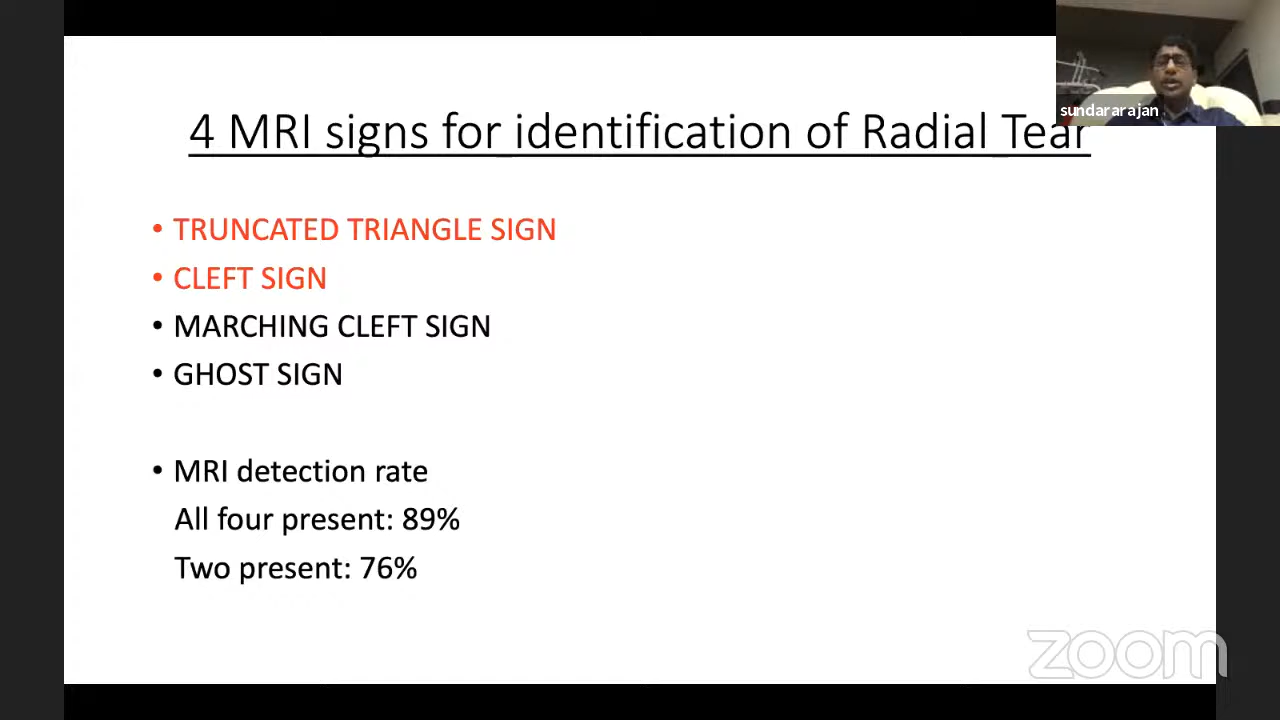 sundararajan
4 MRI signs for identification of Radial Tear
• TRUNCATED TRIANGLE SIGN
• CLEFT SIGN
• MARCHING CLEFT SIGN
• GHOST SIGN
• MRI detection rate
All four present: 89%
Two present: 76%
zoom